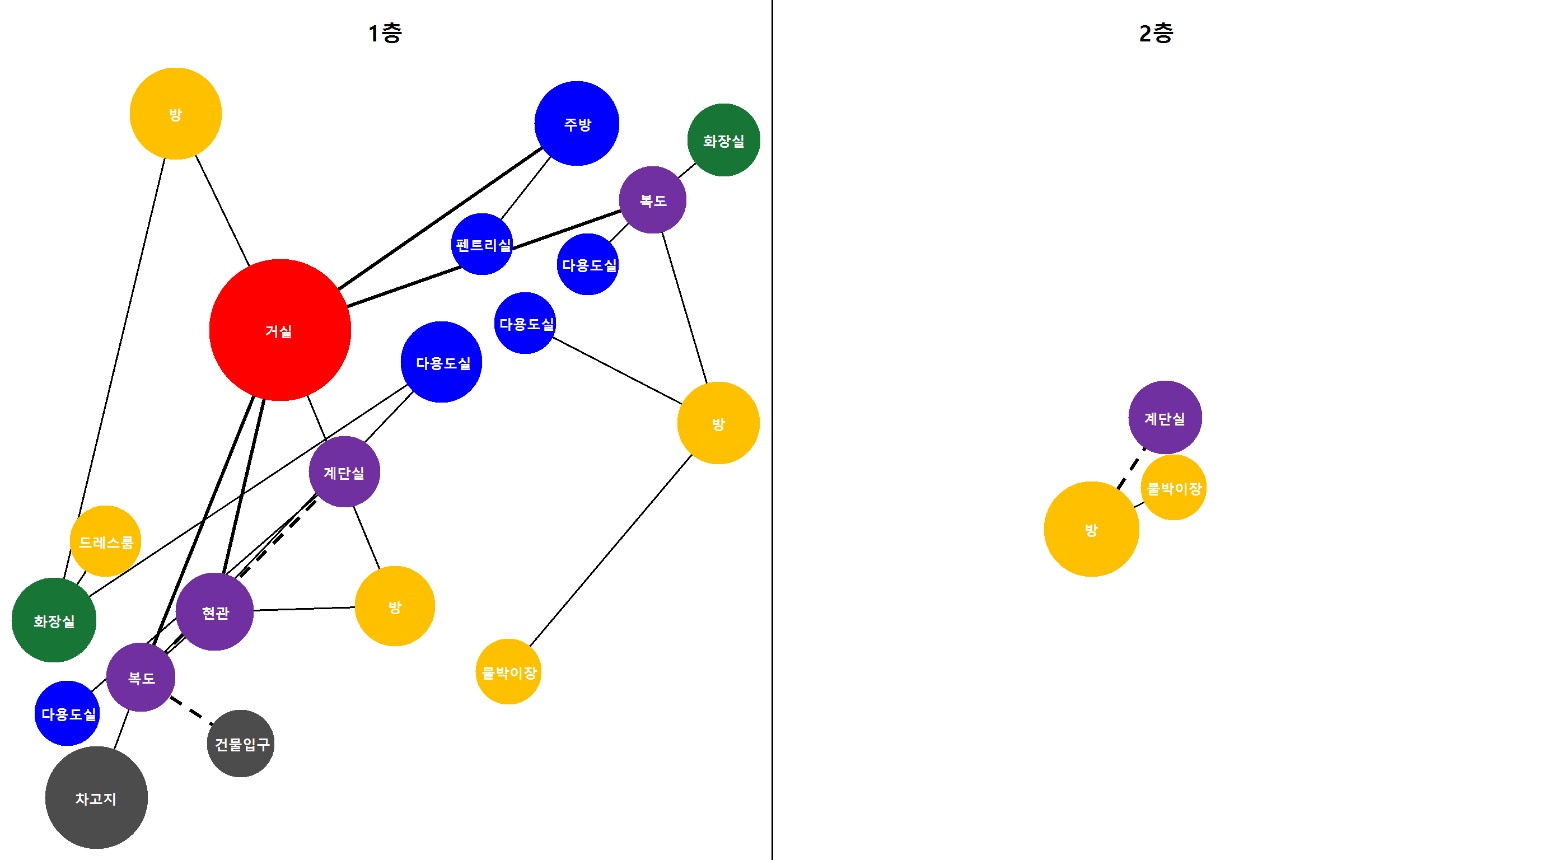 1층
2층
방
주방
화장실
복도
펜트리실
다용도실
다용도실
거실
다용도실
방
계단실
드레스룸
화장실
현관
방
붙박이장
복도
다용도실
건물입구
차고지
계단실
붙박이장
방